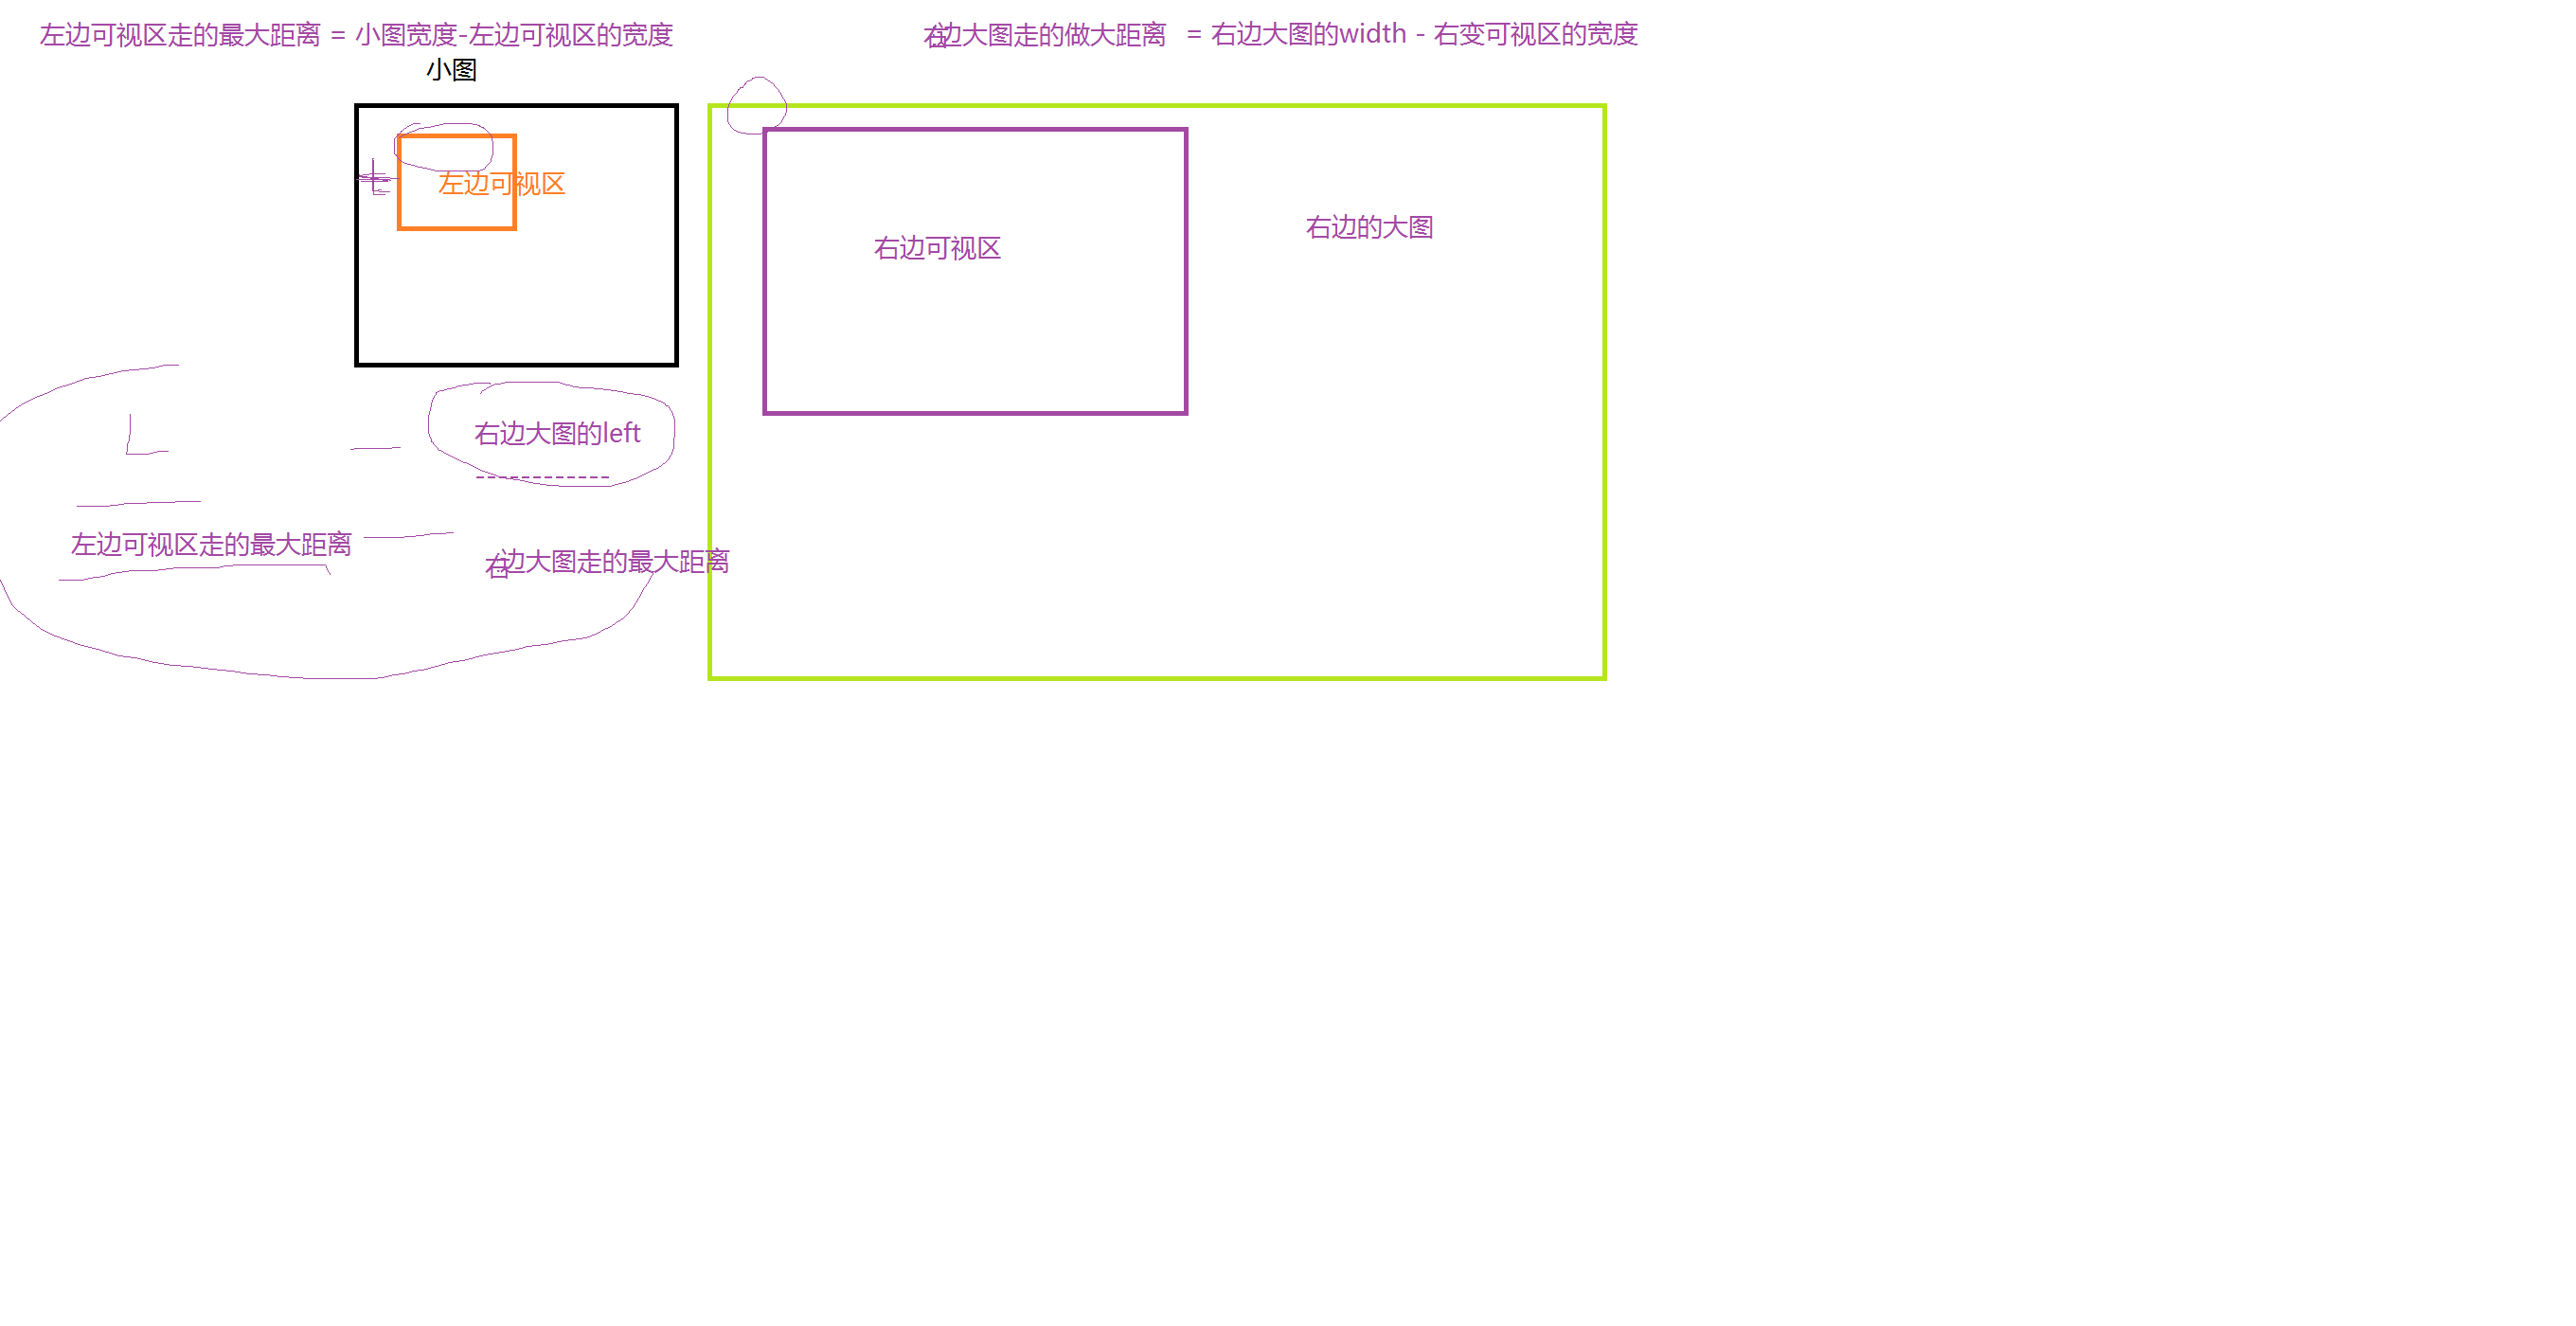 左边可视区走的最大距离 = 小图宽度-左边可视区的宽度
右边大图走的做大距离 = 右边大图的width - 右变可视区的宽度
小图
左边可视区
右边可视区
右边的大图
L
右边大图的left
左边可视区走的最大距离
右边大图走的最大距离